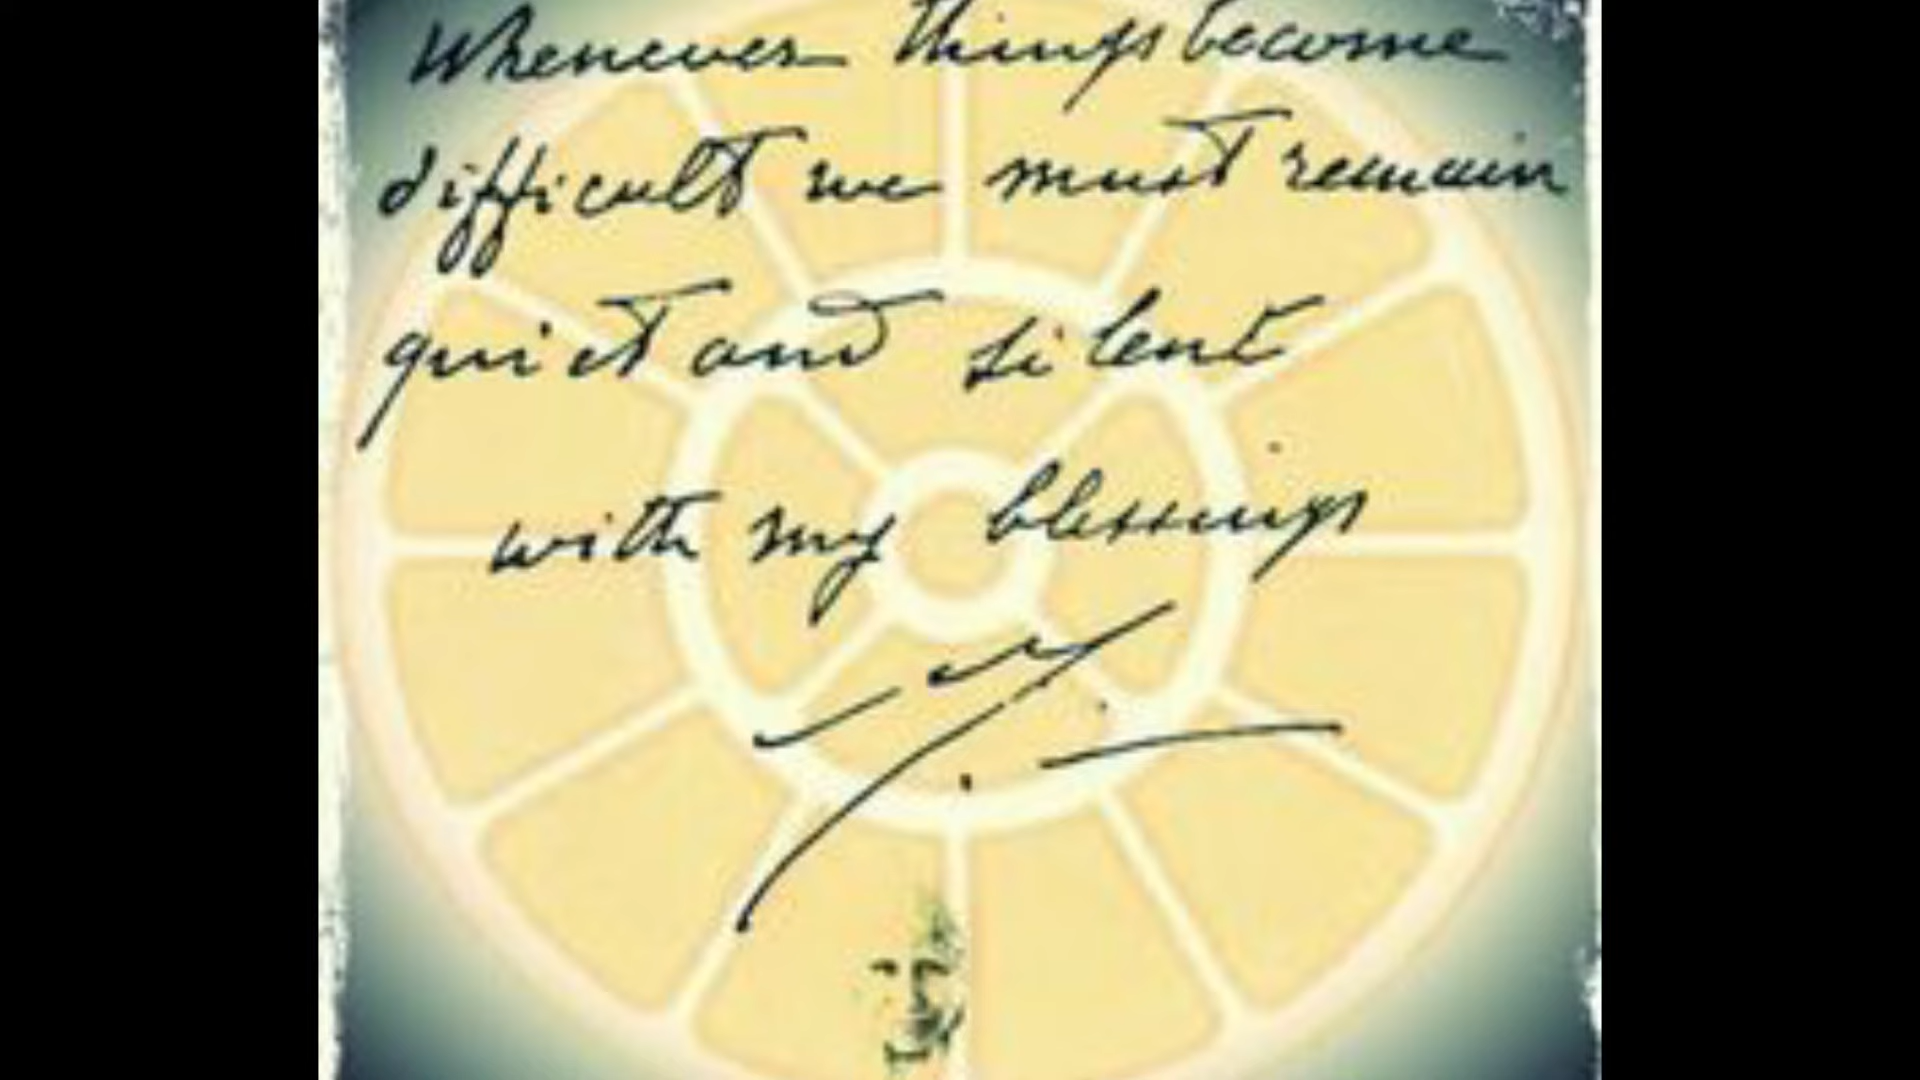 Whenever things become
difficult we must remain
quiet and silent
with my blessings